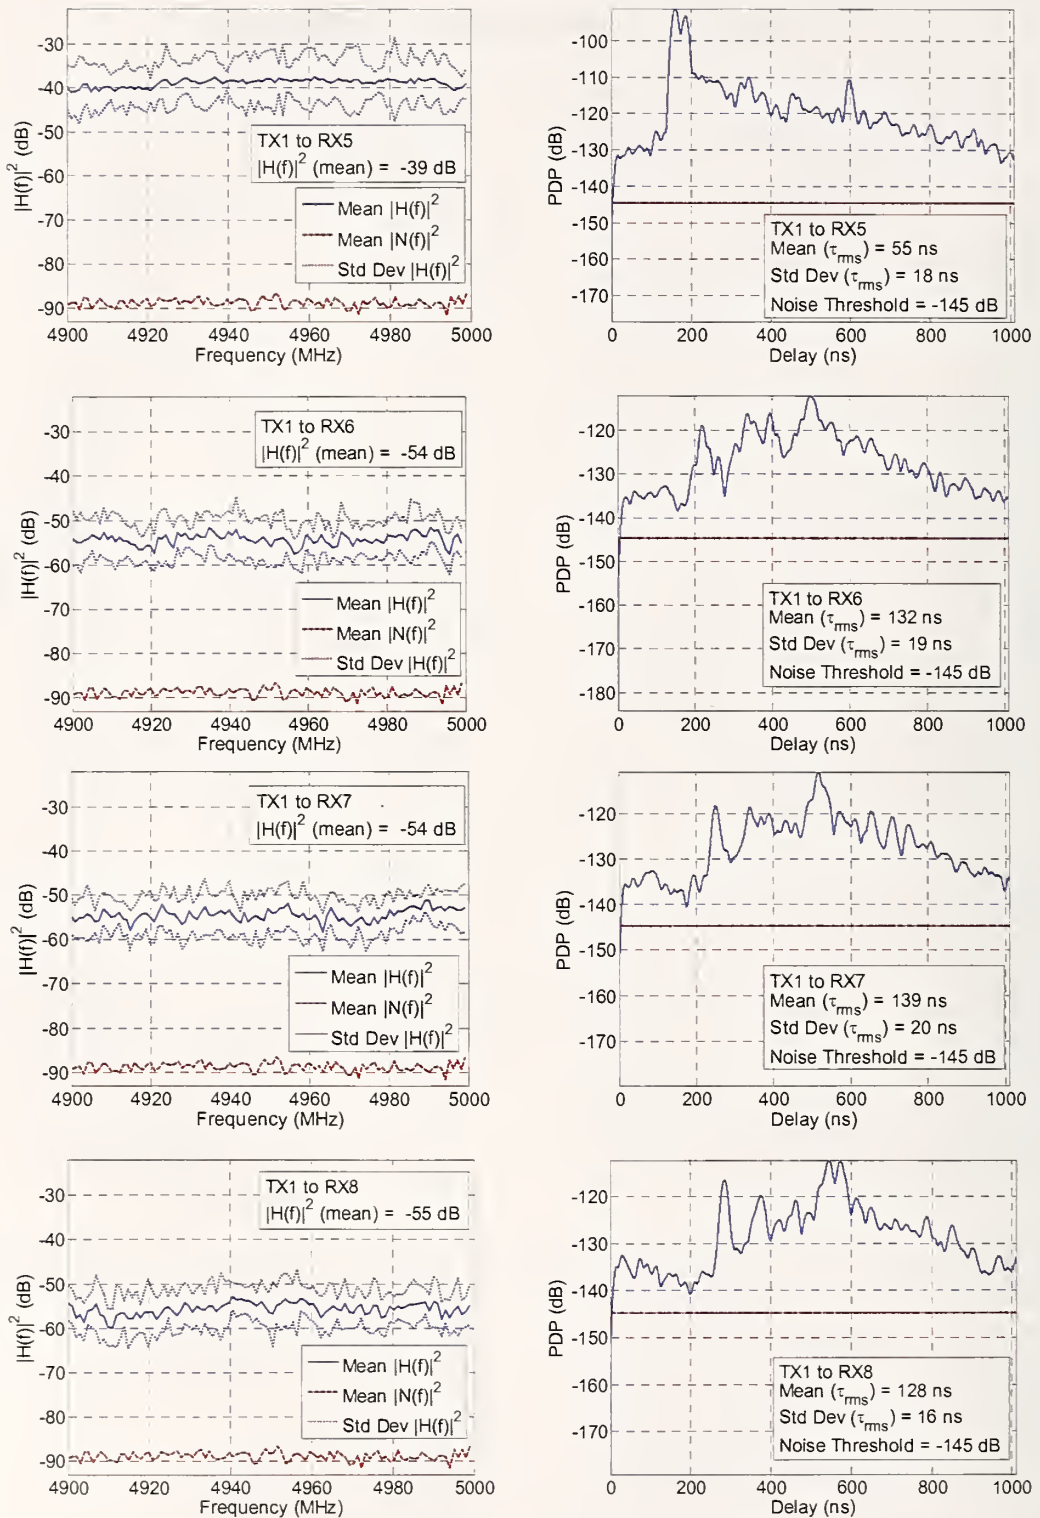 -30
-40
-50
-60
-70
-80
-90
|H(f)|² (dB)
TX1 to RX5
|H(f)|² (mean) = -39 dB
Mean |H(f)|²
Mean |N(f)|²
Std Dev |H(f)|²
4900 4920 4940 4960 4980 5000
Frequency (MHz)
-100
-110
-120
-130
-140
-150
-160
-170
PDP (dB)
TX1 to RX5
Mean (τrms) = 55 ns
Std Dev (τrms) = 18 ns
Noise Threshold = -145 dB
0 200 400 600 800 1000
Delay (ns)
-30
-40
-50
-60
-70
-80
-90
|H(f)|² (dB)
TX1 to RX6
|H(f)|² (mean) = -54 dB
Mean |H(f)|²
Mean |N(f)|²
Std Dev |H(f)|²
4900 4920 4940 4960 4980 5000
Frequency (MHz)
-120
-130
-140
-150
-160
-170
-180
PDP (dB)
TX1 to RX6
Mean (τrms) = 132 ns
Std Dev (τrms) = 19 ns
Noise Threshold = -145 dB
0 200 400 600 800 1000
Delay (ns)
-30
-40
-50
-60
-70
-80
-90
|H(f)|² (dB)
TX1 to RX7
|H(f)|² (mean) = -54 dB
Mean |H(f)|²
Mean |N(f)|²
Std Dev |H(f)|²
4900 4920 4940 4960 4980 5000
Frequency (MHz)
-120
-130
-140
-150
-160
-170
PDP (dB)
TX1 to RX7
Mean (τrms) = 139 ns
Std Dev (τrms) = 20 ns
Noise Threshold = -145 dB
0 200 400 600 800 1000
Delay (ns)
-30
-40
-50
-60
-70
-80
-90
|H(f)|² (dB)
TX1 to RX8
|H(f)|² (mean) = -55 dB
Mean |H(f)|²
Mean |N(f)|²
Std Dev |H(f)|²
4900 4920 4940 4960 4980 5000
Frequency (MHz)
-120
-130
-140
-150
-160
-170
PDP (dB)
TX1 to RX8
Mean (τrms) = 128 ns
Std Dev (τrms) = 16 ns
Noise Threshold = -145 dB
0 200 400 600 800 1000
Delay (ns)